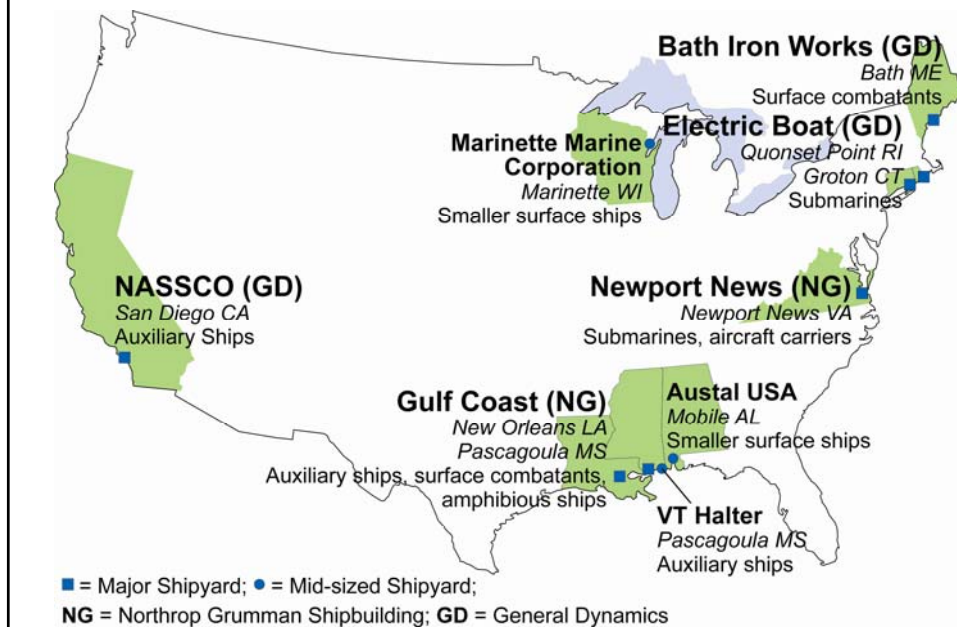 Bath Iron Works (GD)
Bath ME
Surface combatants
Electric Boat (GD)
Quonset Point RI
Groton CT
Submarines
Marinette Marine
Corporation
Marinette WI
Smaller surface ships
NASSCO (GD)
San Diego CA
Auxiliary Ships
Newport News (NG)
Newport News VA
Submarines, aircraft carriers
Gulf Coast (NG)
New Orleans LA
Pascagoula MS
Auxiliary ships, surface combatants,
amphibious ships
Austal USA
Mobile AL
Smaller surface ships
VT Halter
Pascagoula MS
Auxiliary ships
= Major Shipyard; = Mid-sized Shipyard;
NG = Northrop Grumman Shipbuilding; GD = General Dynamics